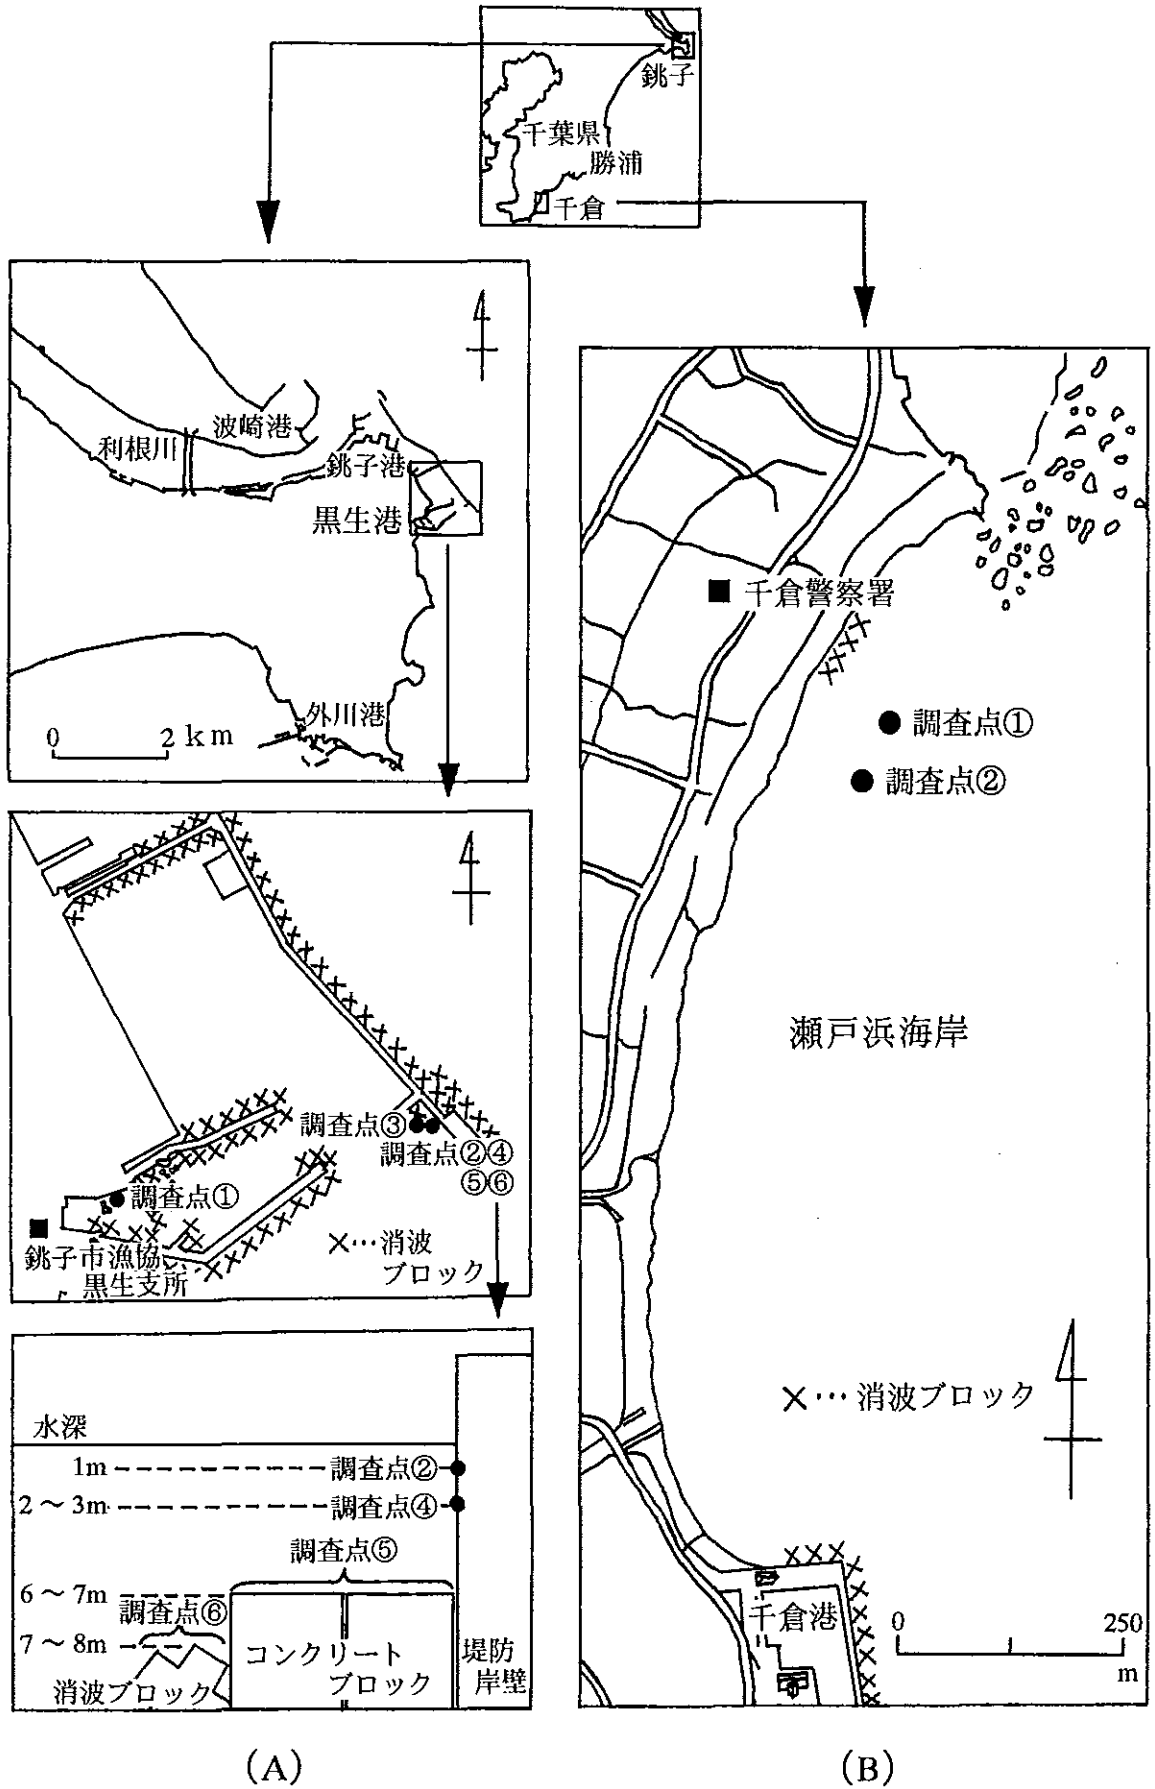 銚子
千葉県
勝浦
千倉
利根川
波崎港
銚子港
黒生港
外川港
0
2 km
調査点③
調査点②④
⑤⑥
調査点①
銚子市漁協
黒生支所
×…消波
ブロック
水深
1m
調査点②
2～3m
調査点④
調査点⑤
6～7m
調査点⑥
7～8m
コンクリート
ブロック
消波ブロック
堤防
岸壁
(A)
千倉警察署
調査点①
調査点②
瀬戸浜海岸
×…消波ブロック
千倉港
0
250
m
(B)